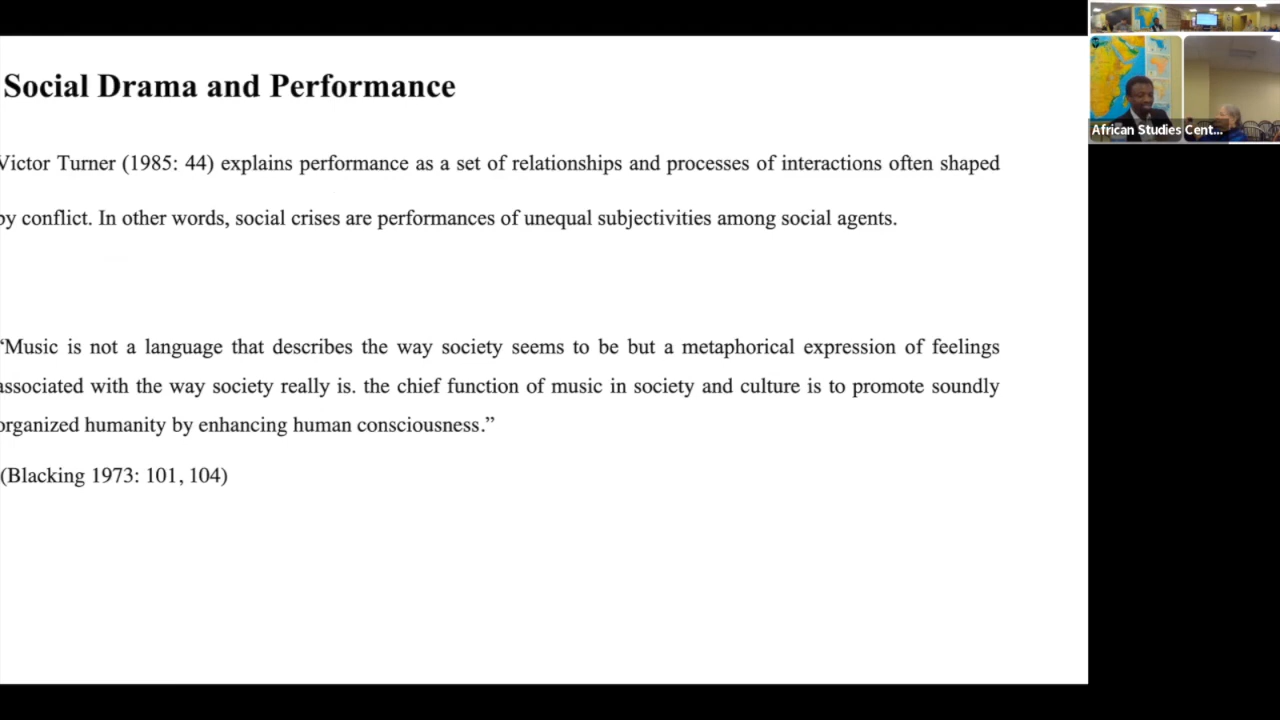 Social Drama and Performance
Victor Turner (1985: 44) explains performance as a set of relationships and processes of interactions often shaped
by conflict. In other words, social crises are performances of unequal subjectivities among social agents.
“Music is not a language that describes the way society seems to be but a metaphorical expression of feelings
associated with the way society really is. the chief function of music in society and culture is to promote soundly
organized humanity by enhancing human consciousness.”
(Blacking 1973: 101, 104)
African Studies Cent...